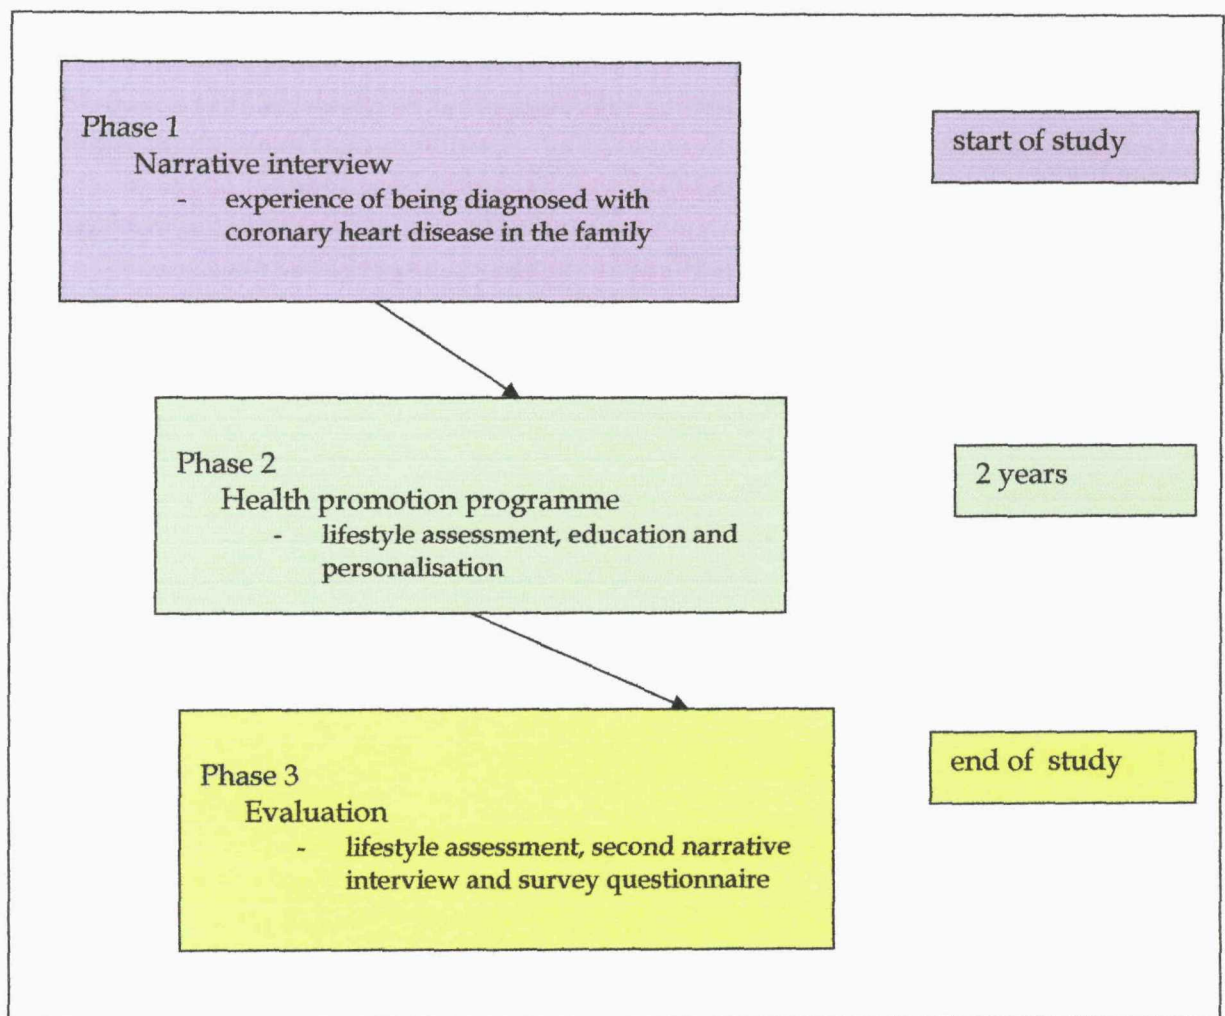 Phase 1
Narrative interview
- experience of being diagnosed with
coronary heart disease in the family
start of study
Phase 2
Health promotion programme
- lifestyle assessment, education and
personalisation
2 years
Phase 3
Evaluation
- lifestyle assessment, second narrative
interview and survey questionnaire
end of study